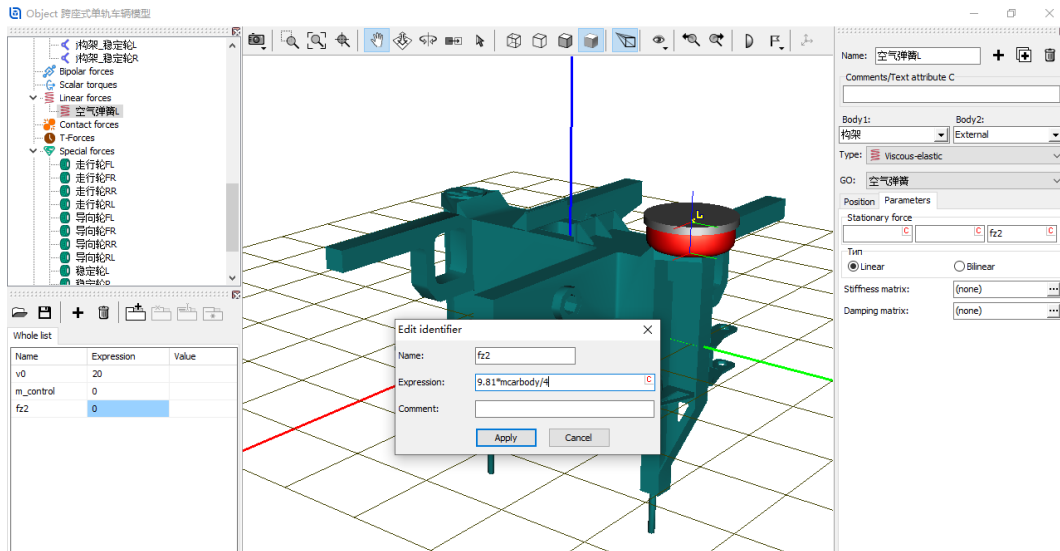 Object 跨座式单轨车辆模型
j构架_稳定轮L
j构架_稳定轮R
Bipolar forces
Scalar torques
Linear forces
空气弹簧L
Contact forces
T-Forces
Special forces
走行轮FL
走行轮FR
走行轮RR
走行轮RL
导向轮FL
导向轮FR
导向轮RR
导向轮RL
稳定轮L
稳定轮R
Whole list
Name Expression Value
v0 20
m_control 0
fz2 0
L
Edit identifier
Name: fz2
Expression: 9.81*mcarbody/4 C
Comment:
Apply Cancel
Name: 空气弹簧L
Comments/Text attribute C
Body1: Body2:
构架 External
Type: Viscous-elastic
GO: 空气弹簧
Position Parameters
Stationary force
C C fz2 C
Тип
Linear Bilinear
Stiffness matrix: (none)
Damping matrix: (none)